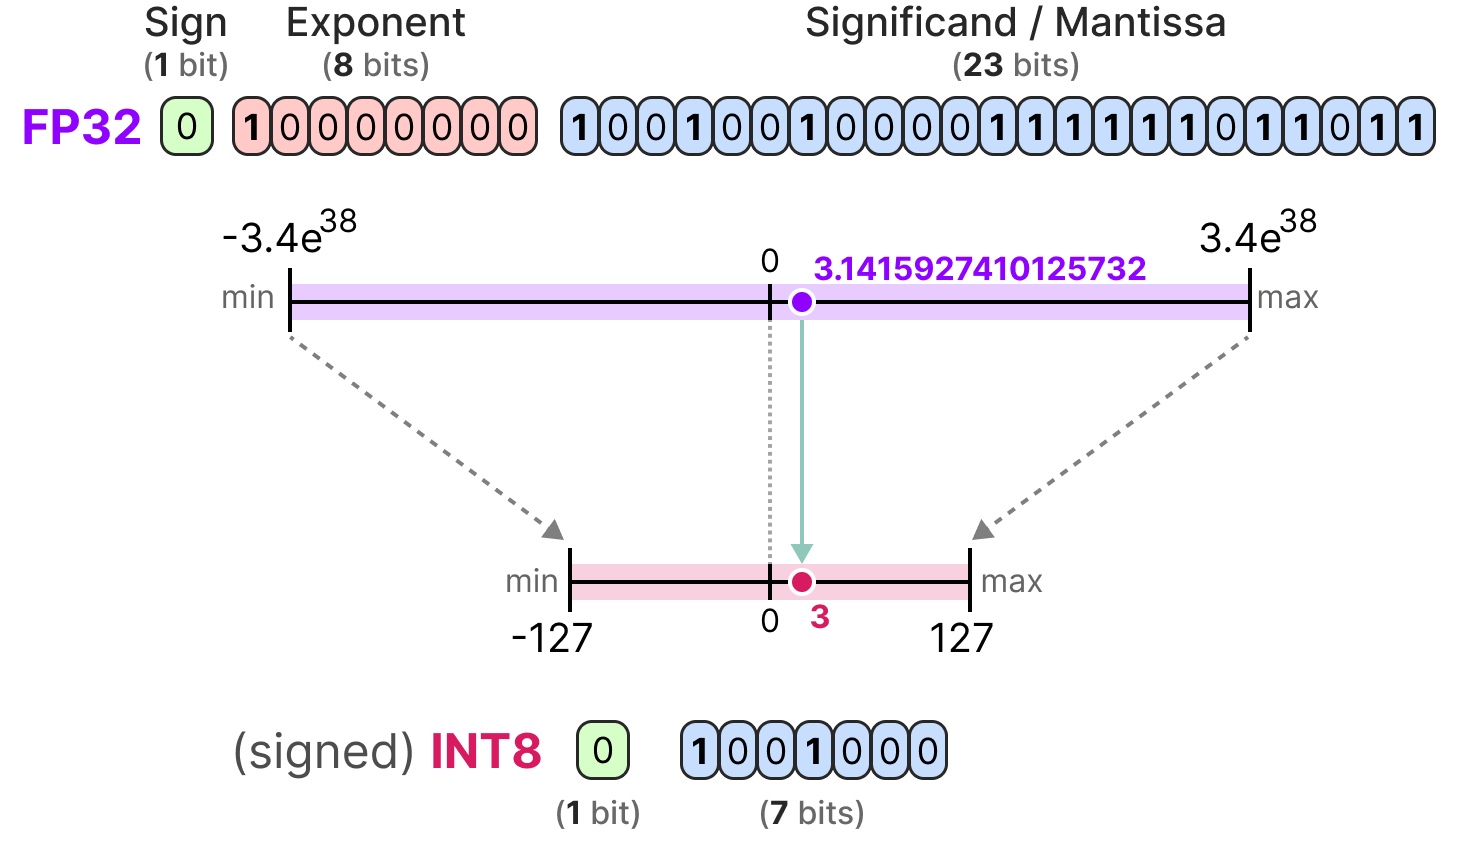 Sign Exponent Significand / Mantissa
(1 bit) (8 bits) (23 bits)
FP32 0 10000000 10010010000111111011011
-3.4e38 3.4e38
0 3.1415927410125732
min max
min max
0 3
-127 127
(signed) INT8 0 1001000
(1 bit) (7 bits)